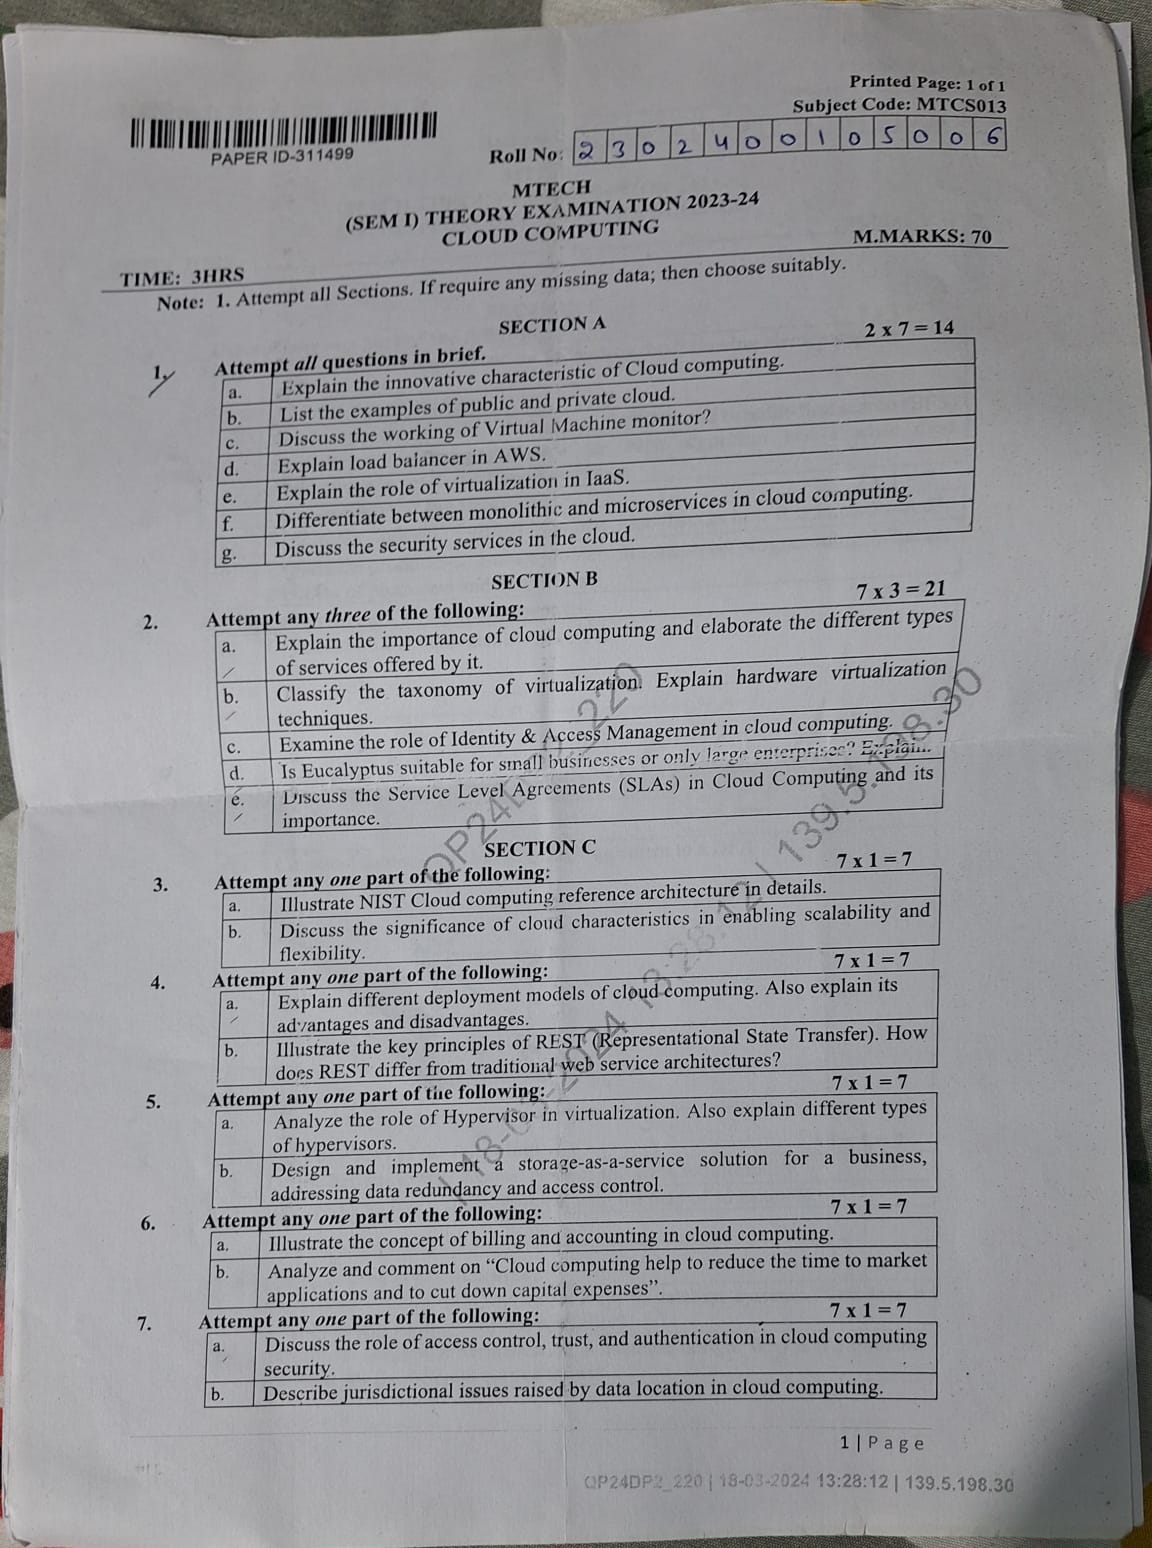 Printed Page: 1 of 1
Subject Code: MTCS013
PAPER ID-311499
Roll No: 2 3 0 2 4 0 0 1 0 5 0 0 6
MTECH
(SEM I) THEORY EXAMINATION 2023-24
CLOUD COMPUTING
TIME: 3HRS M.MARKS: 70
Note: 1. Attempt all Sections. If require any missing data; then choose suitably.
SECTION A
1. Attempt all questions in brief. 2 x 7 = 14
a. Explain the innovative characteristic of Cloud computing.
b. List the examples of public and private cloud.
c. Discuss the working of Virtual Machine monitor?
d. Explain load balancer in AWS.
e. Explain the role of virtualization in IaaS.
f. Differentiate between monolithic and microservices in cloud computing.
g. Discuss the security services in the cloud.
SECTION B
2. Attempt any three of the following: 7 x 3 = 21
a. Explain the importance of cloud computing and elaborate the different types
of services offered by it.
b. Classify the taxonomy of virtualization. Explain hardware virtualization
techniques.
c. Examine the role of Identity & Access Management in cloud computing.
d. Is Eucalyptus suitable for small businesses or only large enterprises? Explain.
e. Discuss the Service Level Agreements (SLAs) in Cloud Computing and its
importance.
SECTION C
3. Attempt any one part of the following: 7 x 1 = 7
a. Illustrate NIST Cloud computing reference architecture in details.
b. Discuss the significance of cloud characteristics in enabling scalability and
flexibility.
4. Attempt any one part of the following: 7 x 1 = 7
a. Explain different deployment models of cloud computing. Also explain its
advantages and disadvantages.
b. Illustrate the key principles of REST (Representational State Transfer). How
does REST differ from traditional web service architectures?
5. Attempt any one part of the following: 7 x 1 = 7
a. Analyze the role of Hypervisor in virtualization. Also explain different types
of hypervisors.
b. Design and implement a storage-as-a-service solution for a business,
addressing data redundancy and access control.
6. Attempt any one part of the following: 7 x 1 = 7
a. Illustrate the concept of billing and accounting in cloud computing.
b. Analyze and comment on “Cloud computing help to reduce the time to market
applications and to cut down capital expenses”.
7. Attempt any one part of the following: 7 x 1 = 7
a. Discuss the role of access control, trust, and authentication in cloud computing
security.
b. Describe jurisdictional issues raised by data location in cloud computing.
1 | Page
QP24DP2_220 | 18-03-2024 13:28:12 | 139.5.198.30
QP24DP2_220
| 18-03-2024 13:28:12 | 139.5.198.30